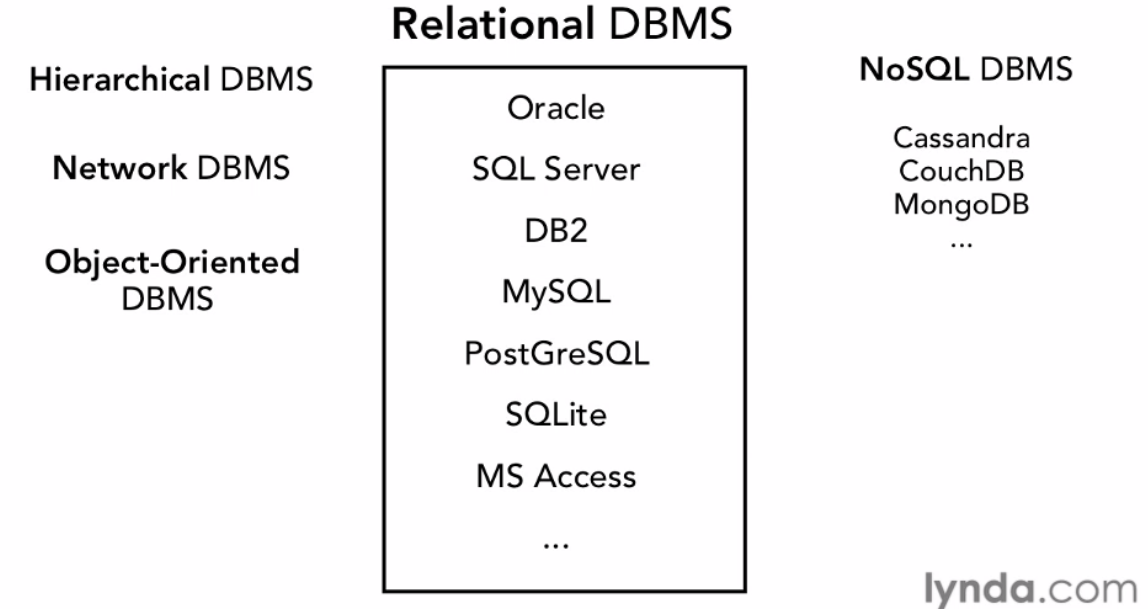 Relational DBMS
Hierarchical DBMS
Network DBMS
Object-Oriented
DBMS
Oracle
SQL Server
DB2
MySQL
PostGreSQL
SQLite
MS Access
...
NoSQL DBMS
Cassandra
CouchDB
MongoDB
...
lynda.com